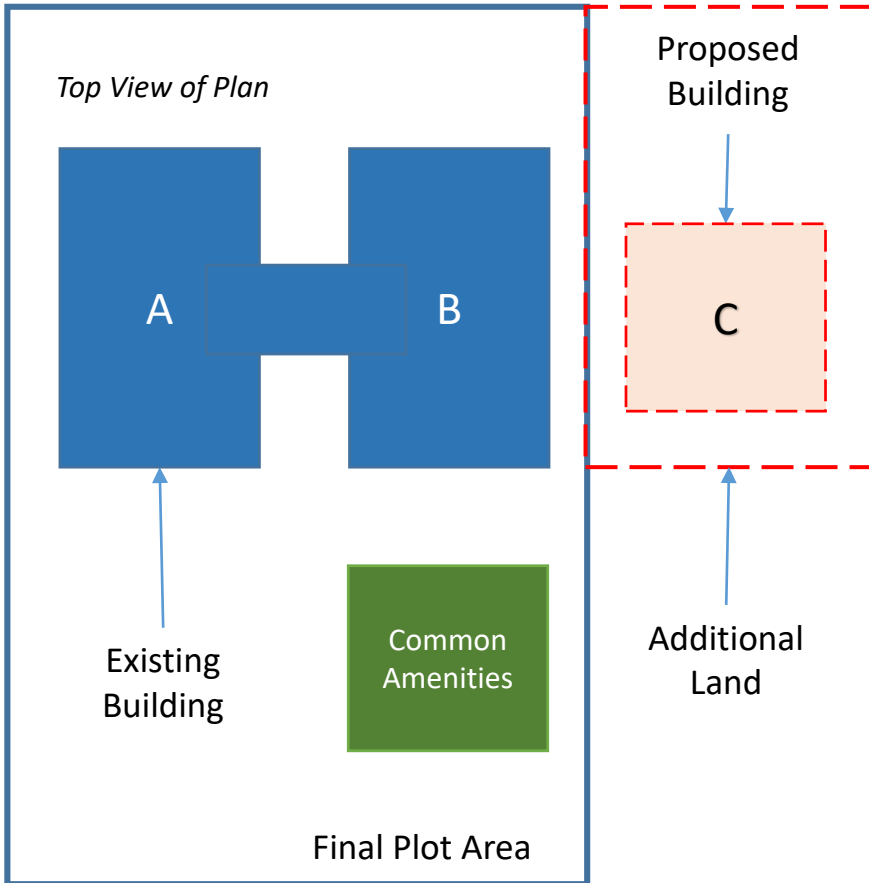 Top View of Plan
Proposed
Building
A
B
C
Common
Amenities
Existing
Building
Additional
Land
Final Plot Area